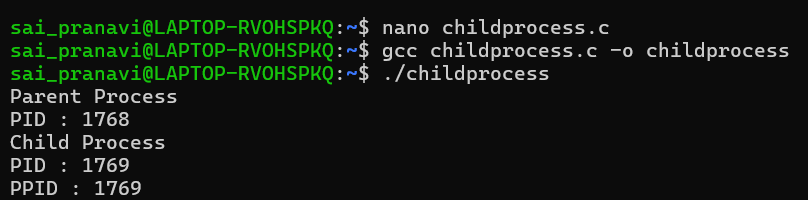 sai_pranavi@LAPTOP-RVOHSPKQ:~$ nano childprocess.c
sai_pranavi@LAPTOP-RVOHSPKQ:~$ gcc childprocess.c -o childprocess
sai_pranavi@LAPTOP-RVOHSPKQ:~$ ./childprocess
Parent Process
PID : 1768
Child Process
PID : 1769
PPID : 1769